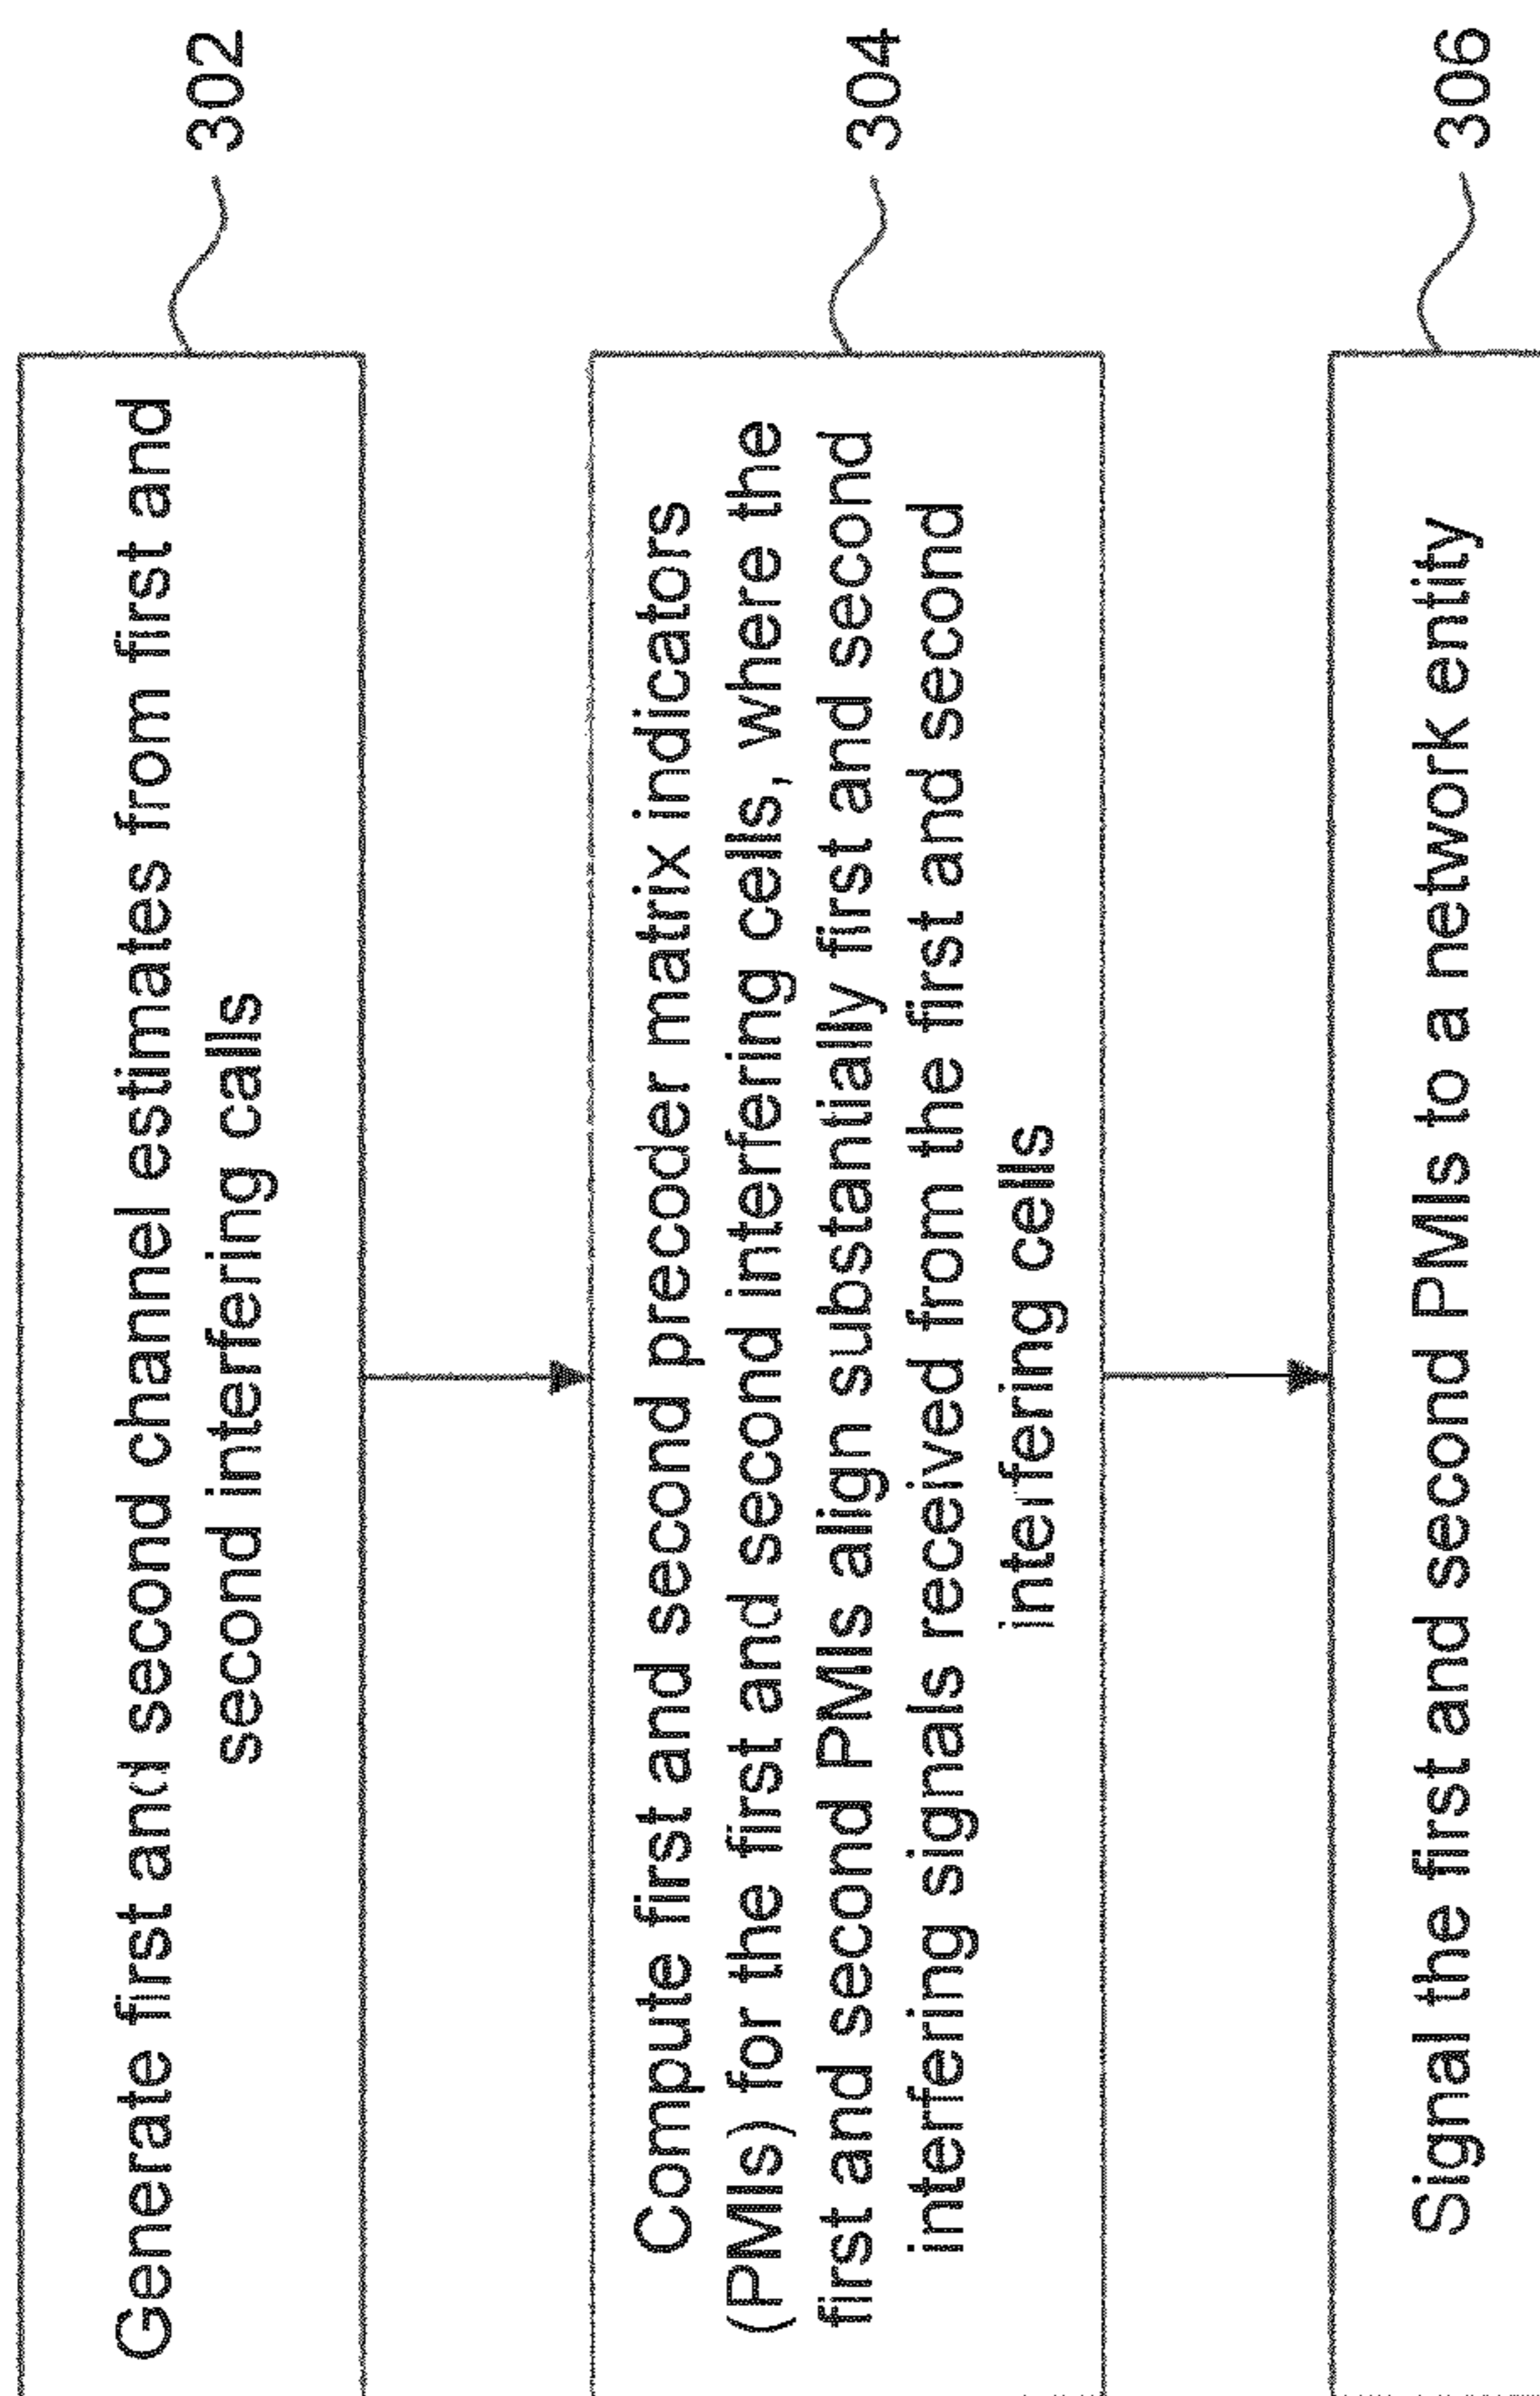 Generate first and second channel estimates from first and
second interfering calls
302
Compute first and second precoder matrix indicators
(PMIs) for the first and second interfering cells, where the
first and second PMIs align substantially first and second
interfering signals received from the first and second
interfering cells
304
Signal the first and second PMIs to a network entity
306